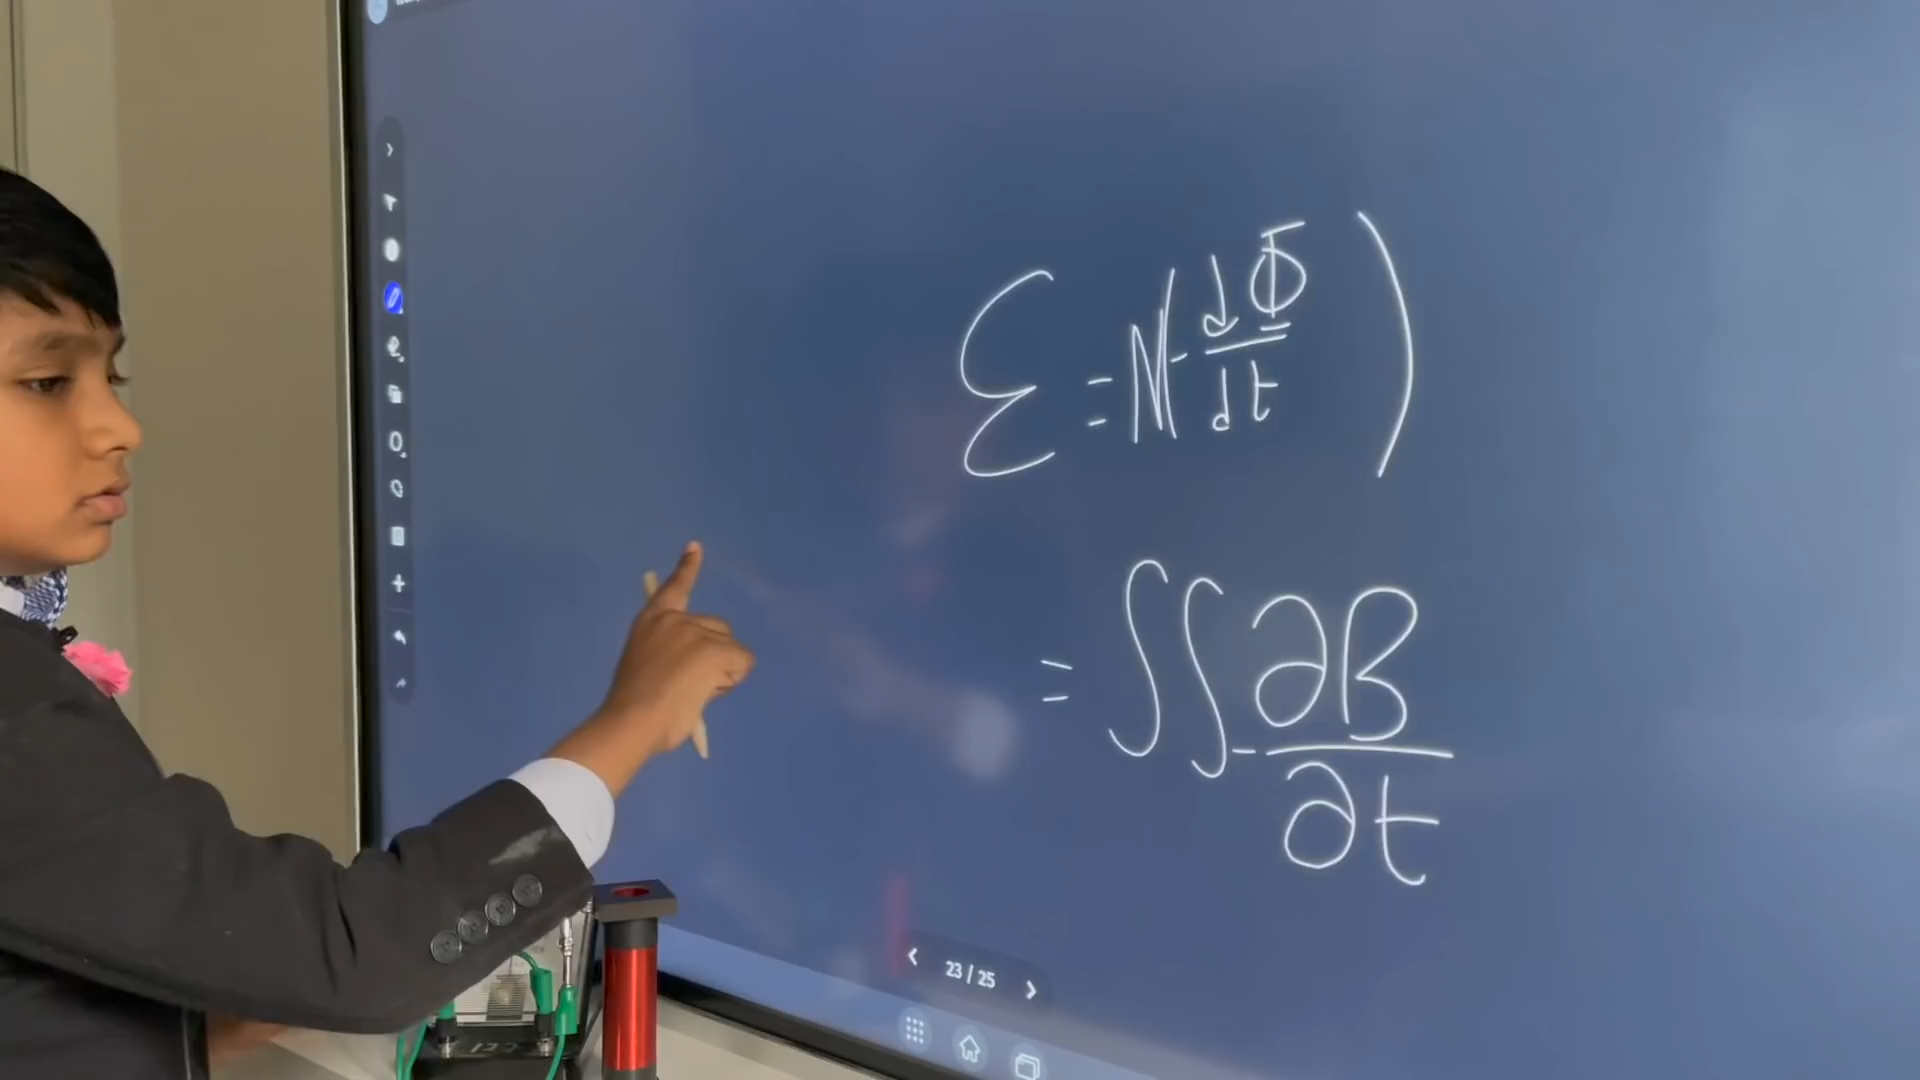 ε = N(-dΦ/dt)
= ∫∫-∂B/∂t
23 / 25